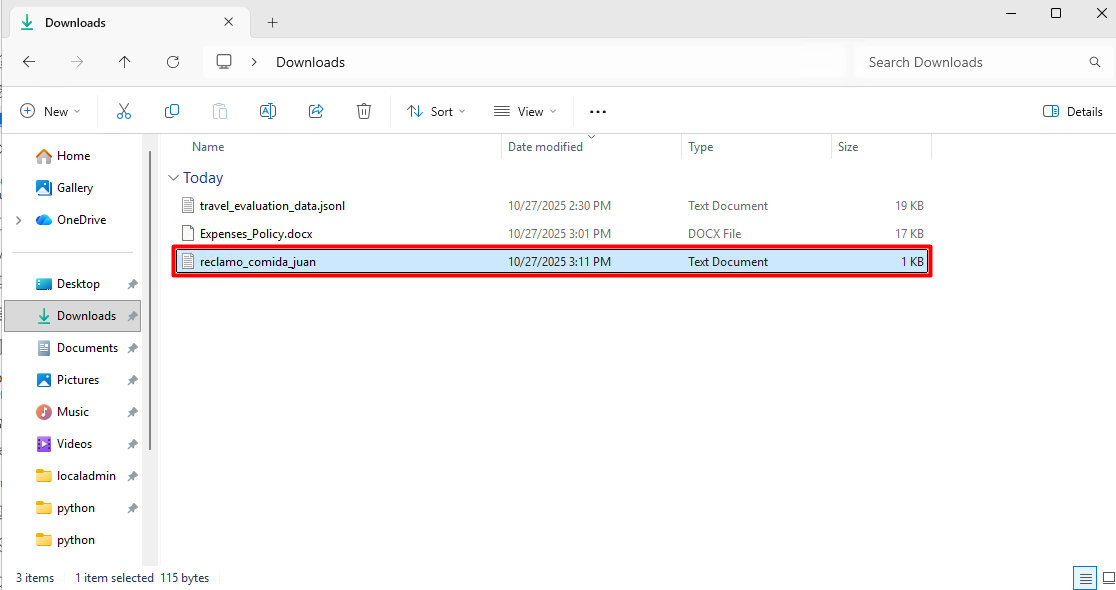 Downloads
Downloads
Search Downloads
New
Sort
View
Details
Home
Gallery
OneDrive
Desktop
Downloads
Documents
Pictures
Music
Videos
localadmin
python
python
Name Date modified Type Size
Today
travel_evaluation_data.jsonl 10/27/2025 2:30 PM Text Document 19 KB
Expenses_Policy.docx 10/27/2025 3:01 PM DOCX File 17 KB
reclamo_comida_juan 10/27/2025 3:11 PM Text Document 1 KB
3 items 1 item selected 115 bytes